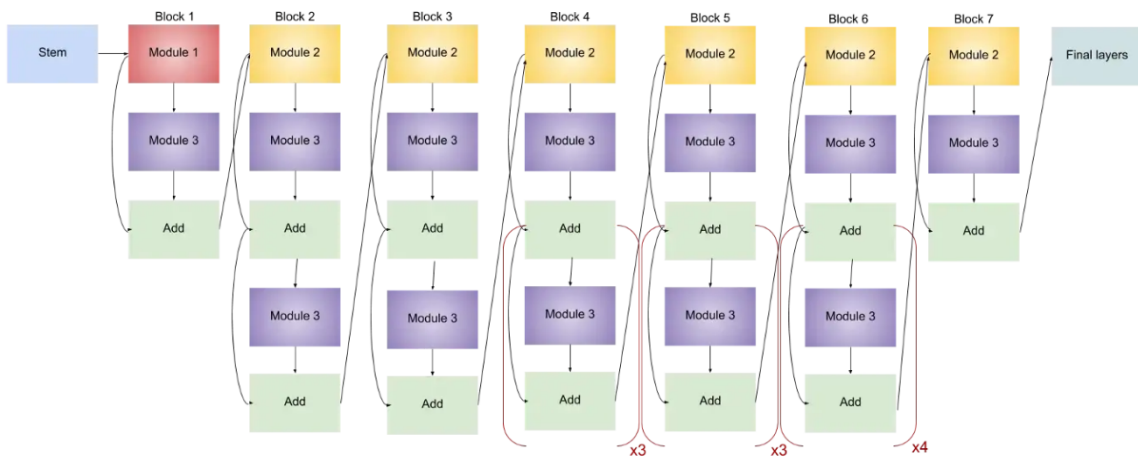 Block 1
Block 2
Block 3
Block 4
Block 5
Block 6
Block 7
Stem
Module 1
Module 2
Module 2
Module 2
Module 2
Module 2
Module 2
Final layers
Module 3
Module 3
Module 3
Module 3
Module 3
Module 3
Module 3
Add
Add
Add
Add
Add
Add
Add
Module 3
Module 3
Module 3
Module 3
Module 3
Add
Add
Add
Add
Add
x3
x3
x4